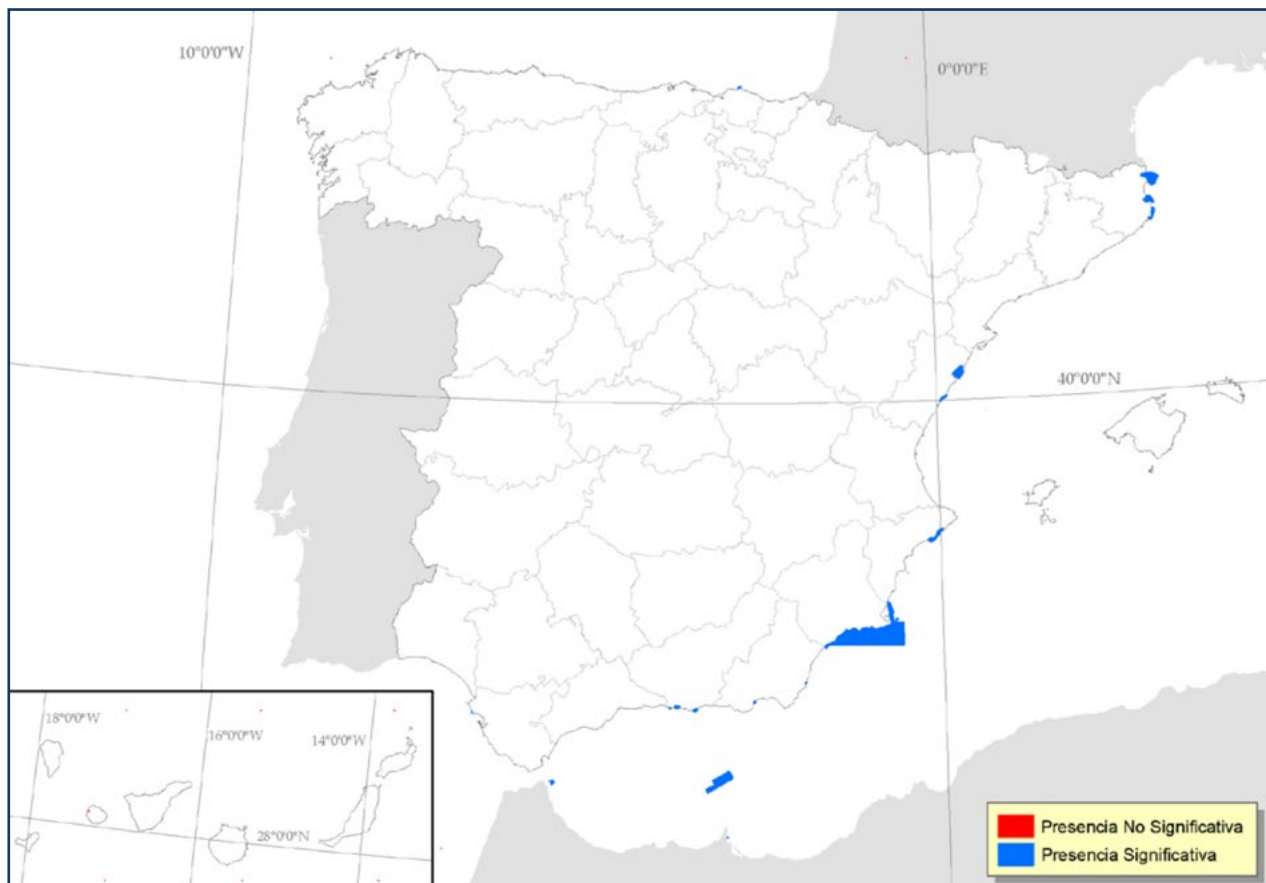 10°0'0"W
0°0'0"E
40°0'0"N
18°0'0"W
16°0'0"W
14°0'0"W
28°0'0"N
Presencia No Significativa
Presencia Significativa